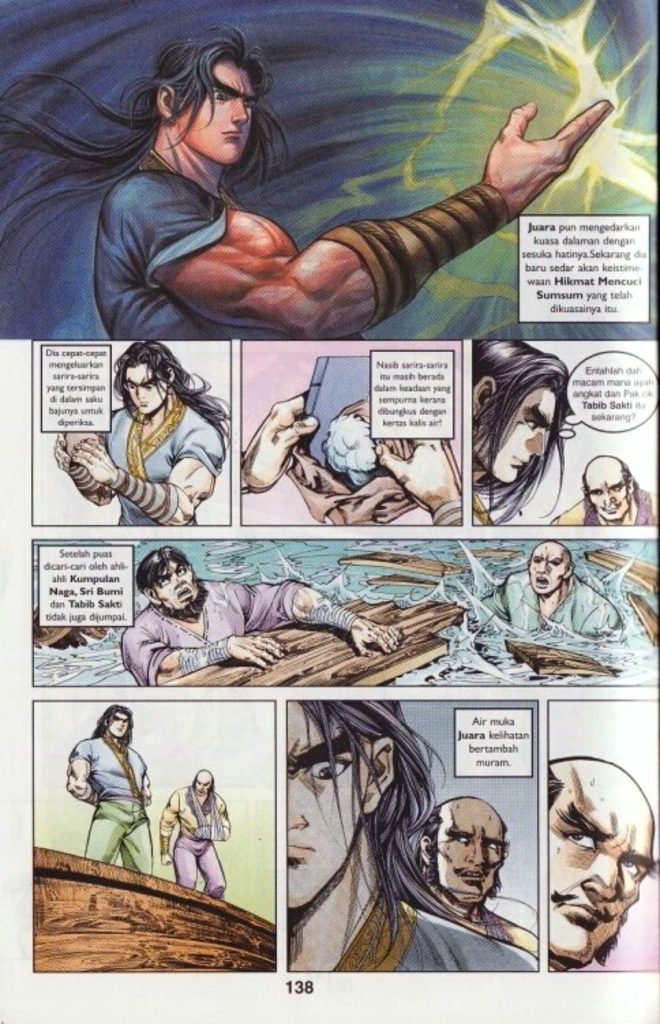 Juara pun mengedarkan
kuasa dalaman dengan
sesuka hatinya.Sekarang dia
baru sedar akan keistime-
waan Hikmat Mencuci
Sumsum yang telah
dikuasainya itu.
Dia cepat-cepat
mengeluarkan
sarira-sarira
yang tersimpan
di dalam saku
bajunya untuk
diperiksa.
Nasib sarira-sarira
itu masih berada
dalam keadaan yang
sempurna kerana
dibungkus dengan
kertas kalis air!
Entahlah dah
macam mana ayah
angkat dan Pak cik
Tabib Sakti
sekarang?
Setelah puas
dicari-cari oleh ahli-
ahli Kumpulan
Naga, Sri Bumi
dan Tabib Sakti
tidak juga dijumpai.
Air muka
Juara kelihatan
bertambah
muram.
138